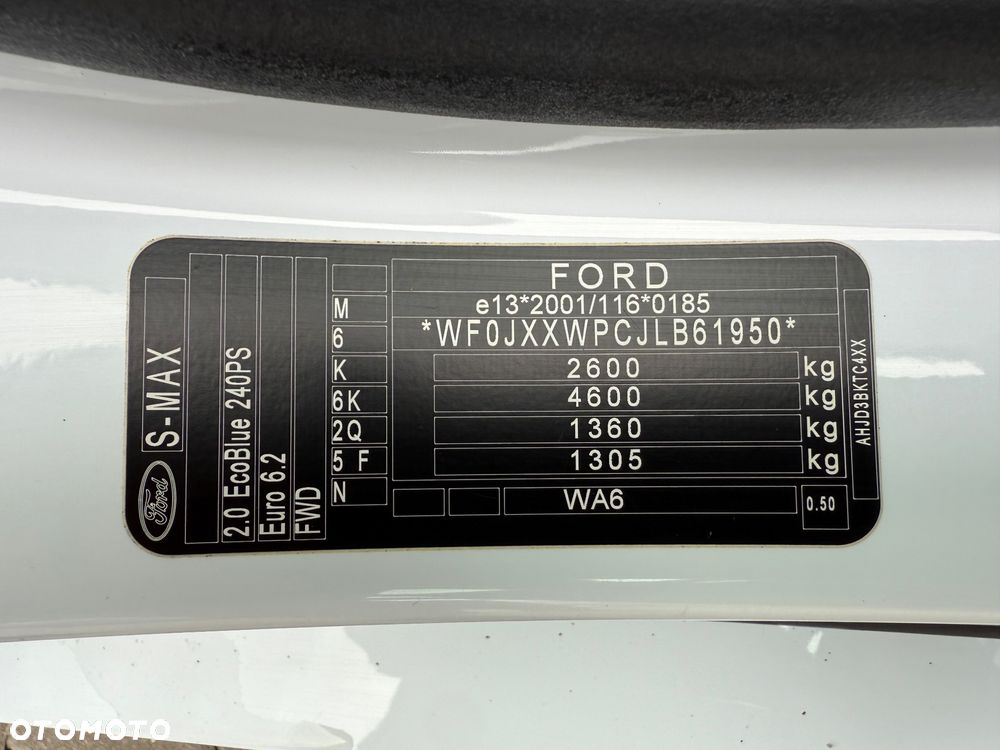 Ford
S-MAX
2.0 EcoBlue 240PS
Euro 6.2
FWD
M
6
K
6K
2Q
5 F
N
FORD
e13*2001/116*0185
*WF0JXXWPCJLB61950*
2600 kg
4600 kg
1360 kg
1305 kg
WA6
0.50
AHJD3BKTC4XX
OTOMOTO